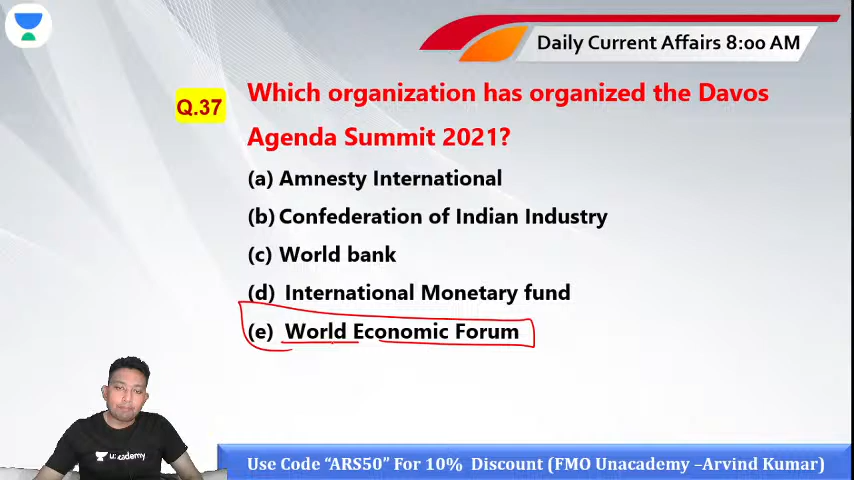 Daily Current Affairs 8:00 AM
Q.37
Which organization has organized the Davos
Agenda Summit 2021?
(a) Amnesty International
(b) Confederation of Indian Industry
(c) World bank
(d) International Monetary fund
(e) World Economic Forum
unacademy
Use Code “ARS50” For 10% Discount (FMO Unacademy –Arvind Kumar)